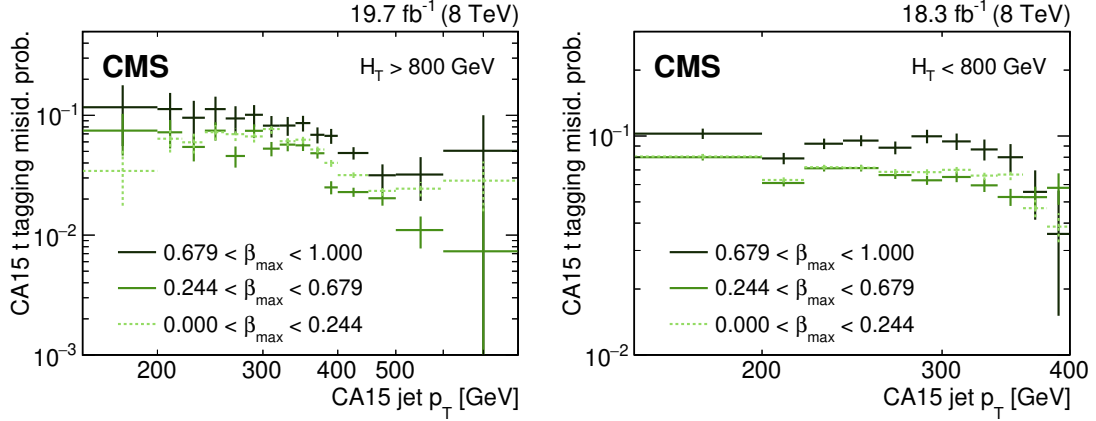 19.7 fb⁻¹ (8 TeV)
CMS
H_T > 800 GeV
CA15 t tagging misid. prob.
10⁻¹
10⁻²
10⁻³
0.679 < β_max < 1.000
0.244 < β_max < 0.679
0.000 < β_max < 0.244
200 300 400 500
CA15 jet p_T [GeV]
18.3 fb⁻¹ (8 TeV)
CMS
H_T < 800 GeV
CA15 t tagging misid. prob.
10⁻¹
10⁻²
0.679 < β_max < 1.000
0.244 < β_max < 0.679
0.000 < β_max < 0.244
200 300 400
CA15 jet p_T [GeV]